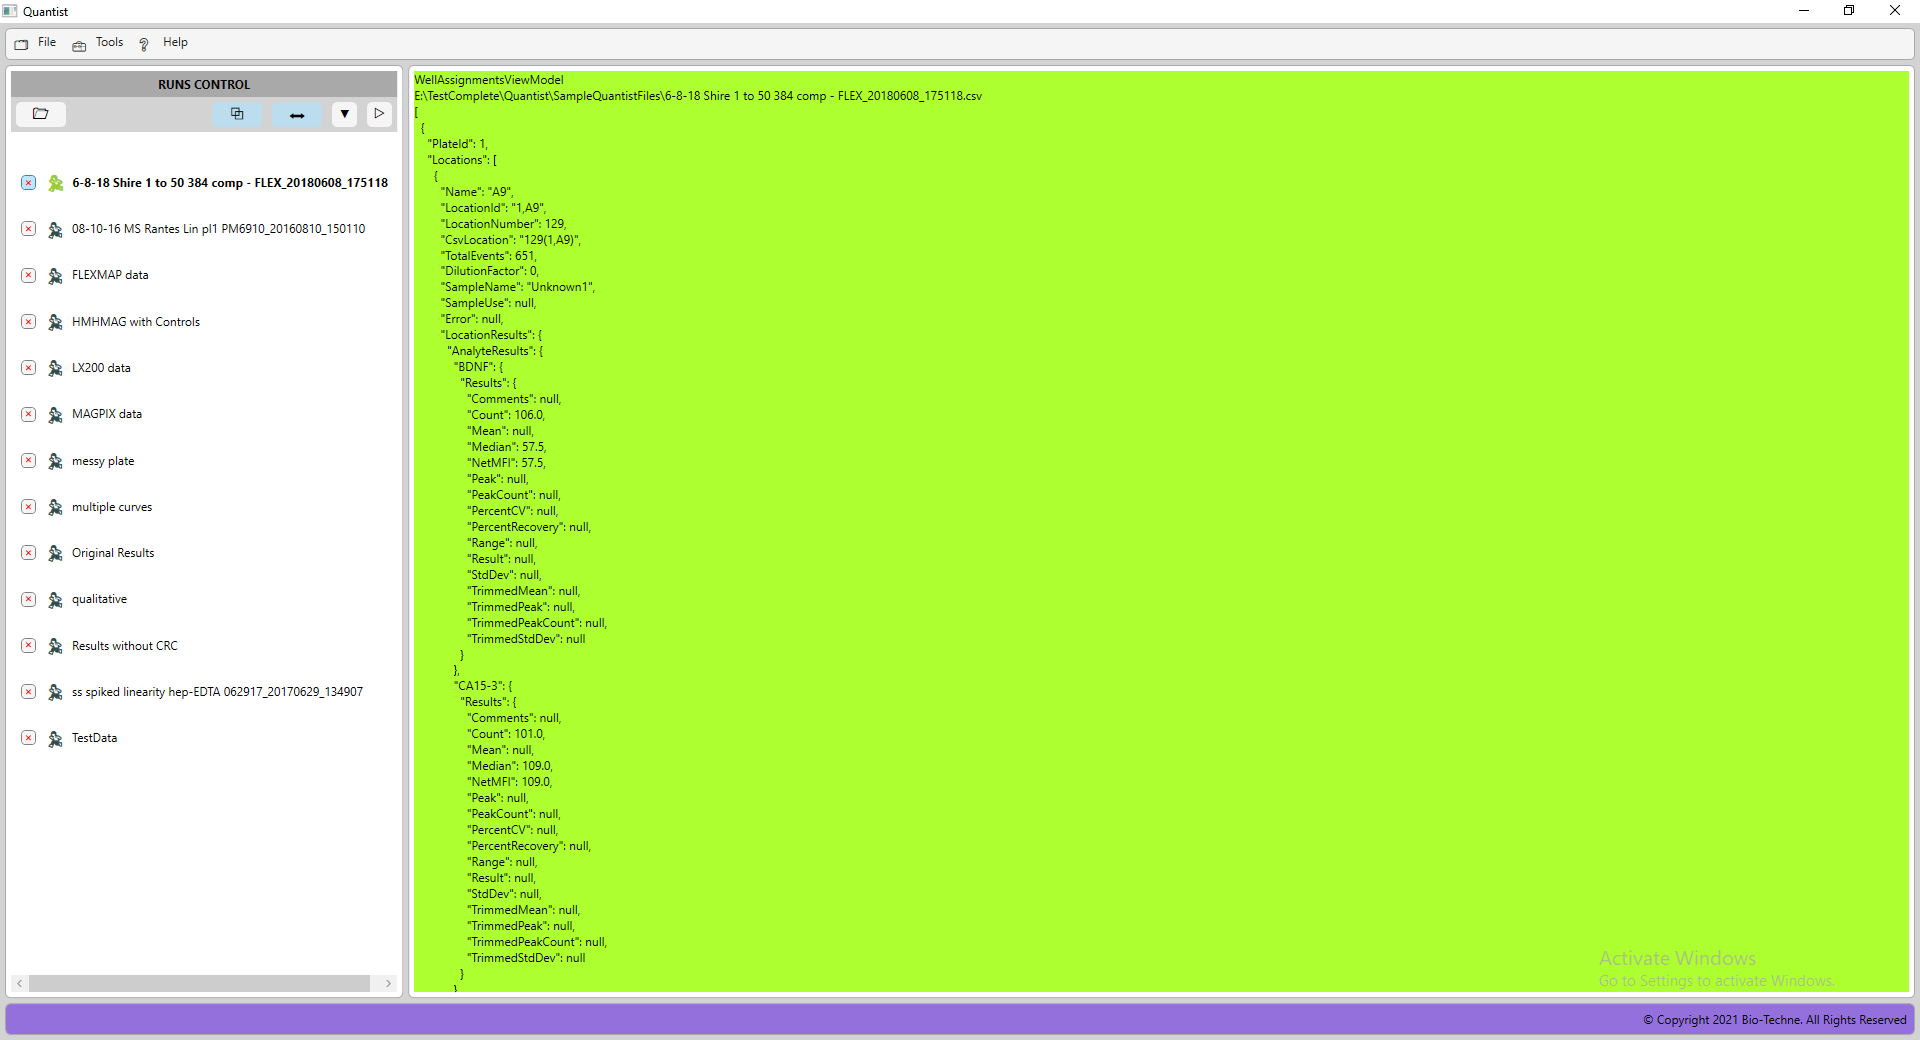 Quantist
File Tools ? Help
RUNS CONTROL
6-8-18 Shire 1 to 50 384 comp - FLEX_20180608_175118
08-10-16 MS Rantes Lin pl1 PM6910_20160810_150110
FLEXMAP data
HMHMAG with Controls
LX200 data
MAGPIX data
messy plate
multiple curves
Original Results
qualitative
Results without CRC
ss spiked linearity hep-EDTA 062917_20170629_134907
TestData
WellAssignmentsViewModel
E:\TestComplete\Quantist\SampleQuantistFiles\6-8-18 Shire 1 to 50 384 comp - FLEX_20180608_175118.csv
[
{
"PlateId": 1,
"Locations": [
{
"Name": "A9",
"LocationId": "1,A9",
"LocationNumber": 129,
"CsvLocation": "129(1,A9)",
"TotalEvents": 651,
"DilutionFactor": 0,
"SampleName": "Unknown1",
"SampleUse": null,
"Error": null,
"LocationResults": {
"AnalyteResults": {
"BDNF": {
"Results": {
"Comments": null,
"Count": 106.0,
"Mean": null,
"Median": 57.5,
"NetMFI": 57.5,
"Peak": null,
"PeakCount": null,
"PercentCV": null,
"PercentRecovery": null,
"Range": null,
"Result": null,
"StdDev": null,
"TrimmedMean": null,
"TrimmedPeak": null,
"TrimmedPeakCount": null,
"TrimmedStdDev": null
}
},
"CA15-3": {
"Results": {
"Comments": null,
"Count": 101.0,
"Mean": null,
"Median": 109.0,
"NetMFI": 109.0,
"Peak": null,
"PeakCount": null,
"PercentCV": null,
"PercentRecovery": null,
"Range": null,
"Result": null,
"StdDev": null,
"TrimmedMean": null,
"TrimmedPeak": null,
"TrimmedPeakCount": null,
"TrimmedStdDev": null
}
}
Activate Windows
Go to Settings to activate Windows.
© Copyright 2021 Bio-Techne. All Rights Reserved